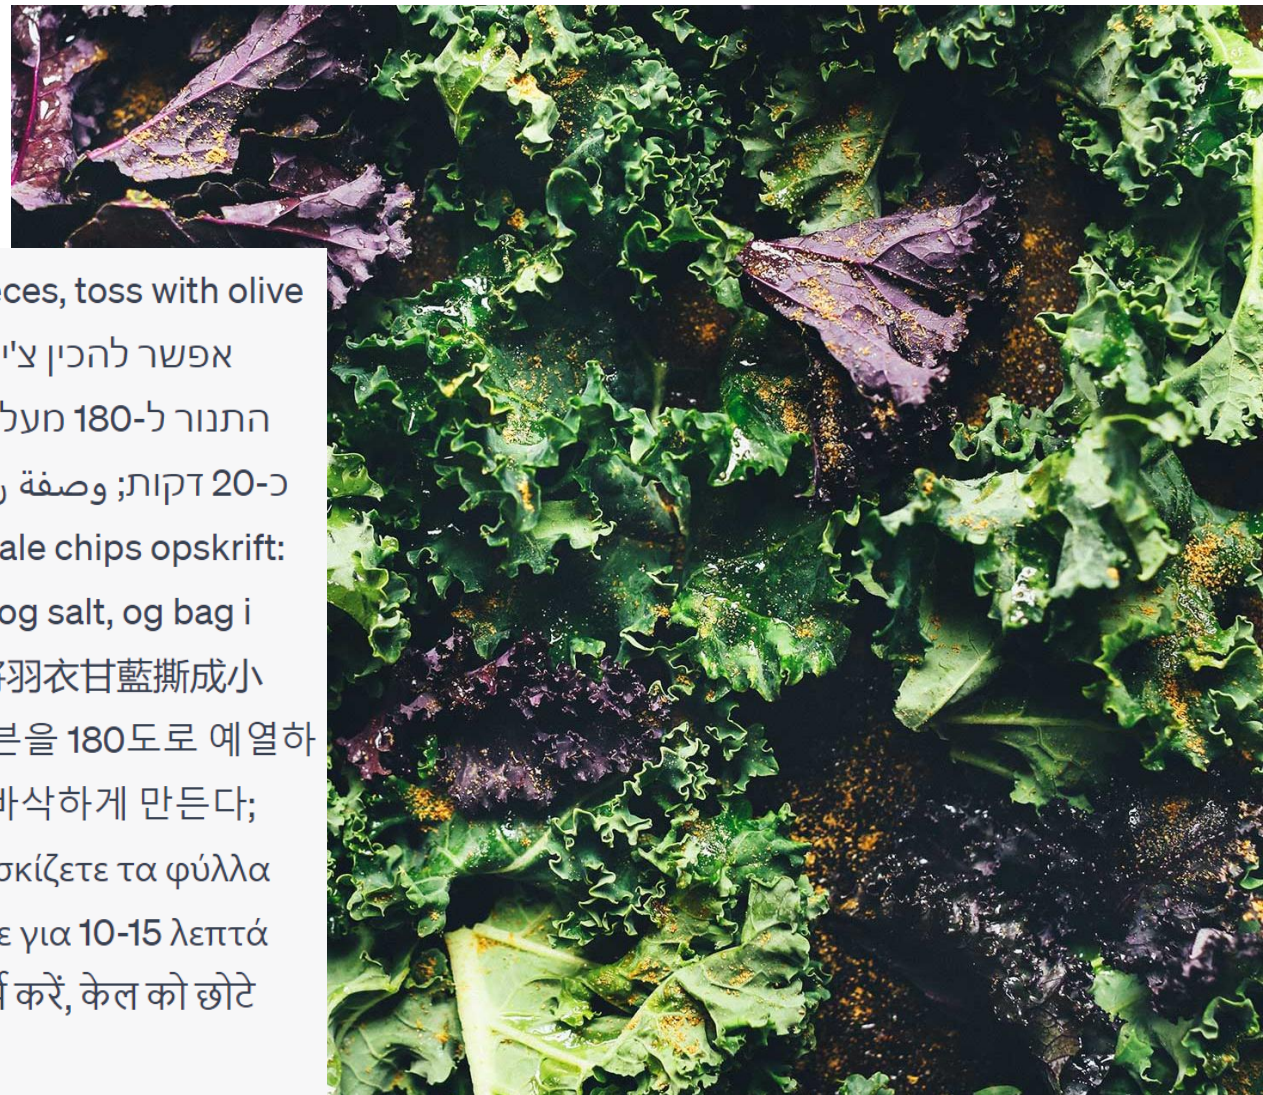 ces, toss with olive
אפשר להכין צ'י
התנור ל-180 מעל
כ-20 דקות; وصفة
ale chips opskrift:
og salt, og bag i
羽衣甘藍撕成小
븐을 180도로 예열하
바삭하게 만든다;
σκίζετε τα φύλλα
ε για 10-15 λεπτά
करें, केल को छोटे